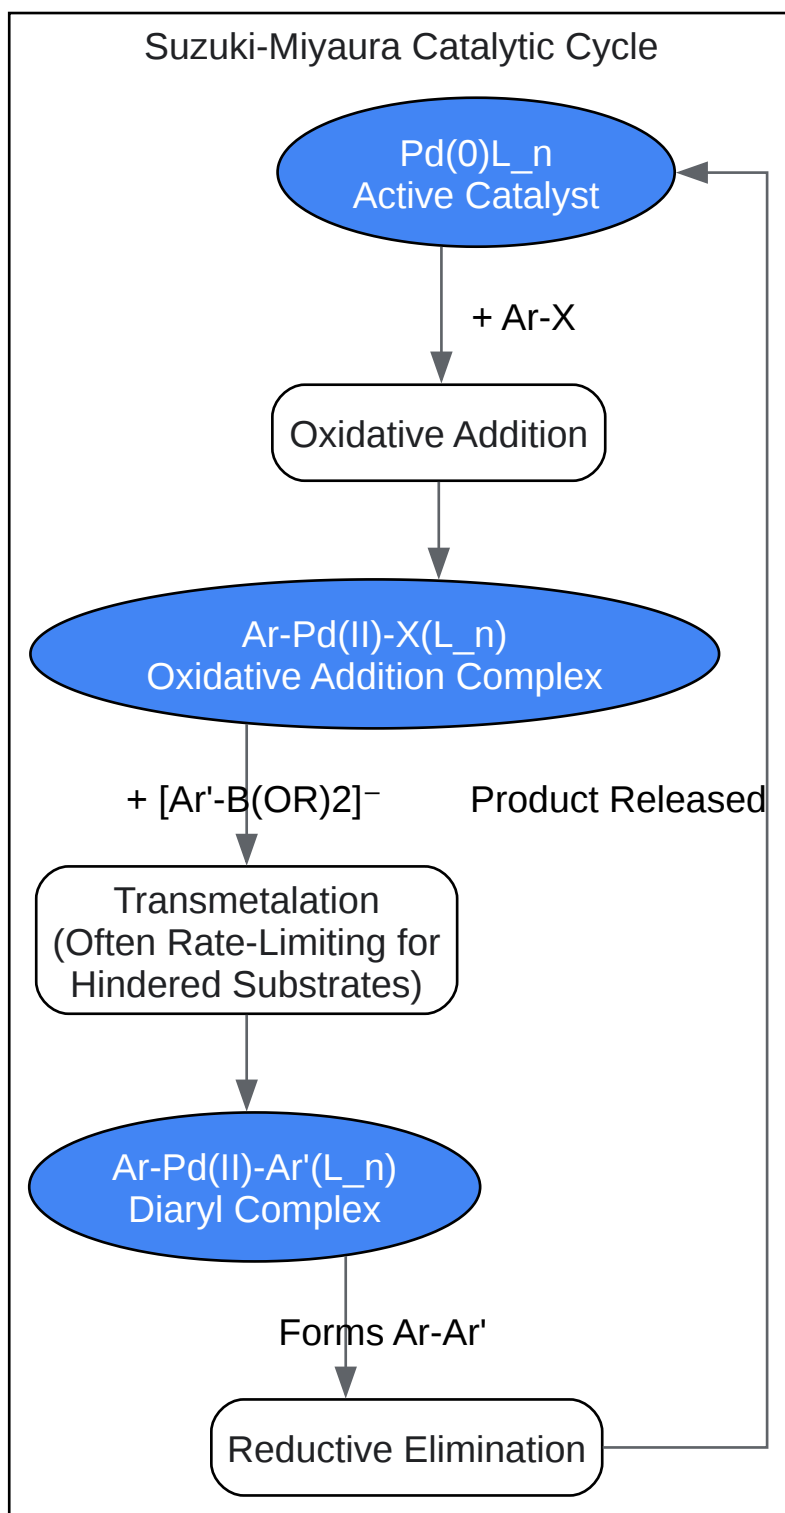 Suzuki-Miyaura Catalytic Cycle
Pd(0)L_n
Active Catalyst
+ Ar-X
Oxidative Addition
Ar-Pd(II)-X(L_n)
Oxidative Addition Complex
+ [Ar'-B(OR)2]⁻
Product Released
Transmetalation
(Often Rate-Limiting for
Hindered Substrates)
Ar-Pd(II)-Ar'(L_n)
Diaryl Complex
Forms Ar-Ar'
Reductive Elimination